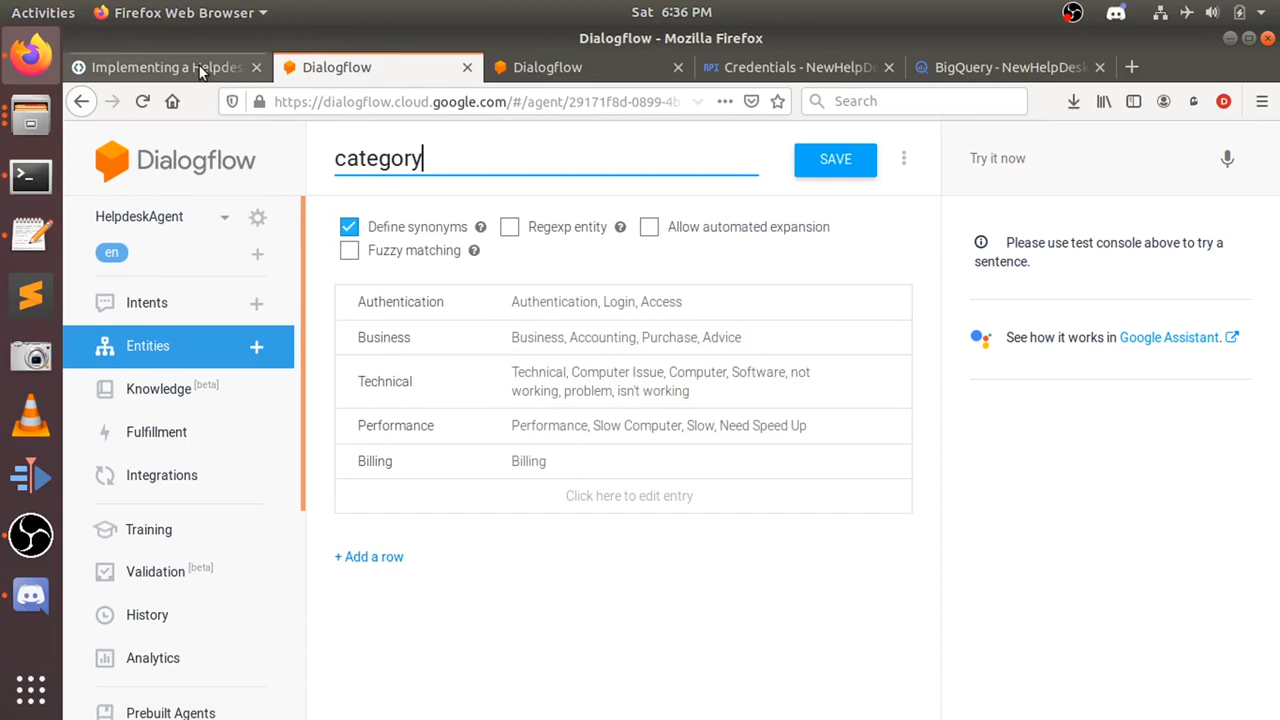 Activities Firefox Web Browser Sat 6:36 PM
Dialogflow - Mozilla Firefox
Implementing a Helpdes Dialogflow Dialogflow RPI Credentials - NewHelpD BigQuery - NewHelpDesk
https://dialogflow.cloud.google.com/#/agent/29171f8d-0899-4b Search
Dialogflow category SAVE Try it now
HelpdeskAgent Define synonyms Regexp entity Allow automated expansion
en Fuzzy matching Please use test console above to try a
sentence.
Intents Authentication Authentication, Login, Access
Entities Business Business, Accounting, Purchase, Advice See how it works in Google Assistant.
Technical Technical, Computer Issue, Computer, Software, not
working, problem, isn't working
Knowledge [beta]
Fulfillment Performance Performance, Slow Computer, Slow, Need Speed Up
Integrations Billing Billing
Click here to edit entry
Training
+ Add a row
Validation [beta]
History
Analytics
Prebuilt Agents